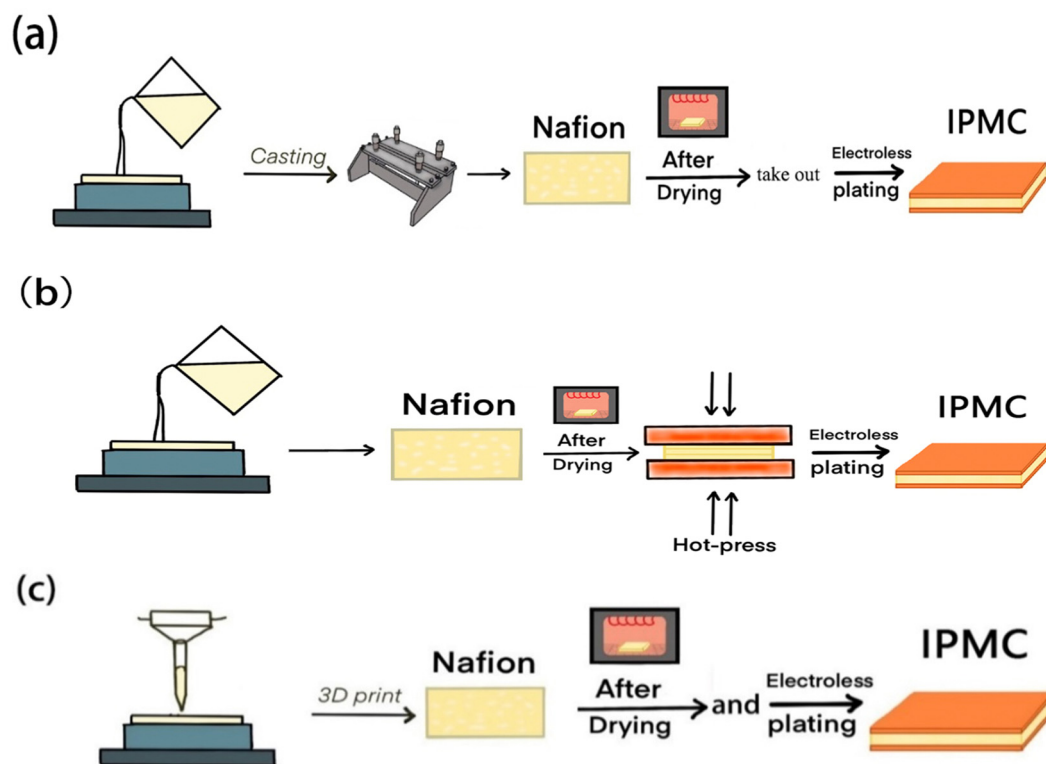 (a)
Casting
Nafion
After
Drying
take out
Electroless
plating
IPMC
(b)
Nafion
After
Drying
Hot-press
Electroless
plating
IPMC
(c)
3D print
Nafion
After
Drying
and
Electroless
plating
IPMC